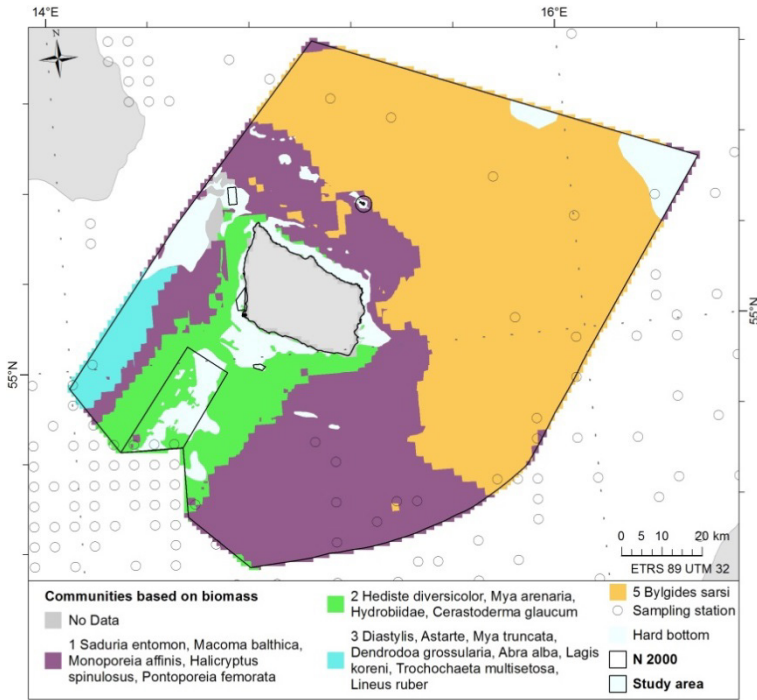 14°E
16°E
N
55°N
55°N
0 5 10 20 km
ETRS 89 UTM 32
Communities based on biomass
No Data
1 Saduria entomon, Macoma balthica,
Monoporeia affinis, Halicryptus
spinulosus, Pontoporeia femorata
2 Hediste diversicolor, Mya arenaria,
Hydrobiidae, Cerastoderma glaucum
3 Diastylis, Astarte, Mya truncata,
Dendrodoa grossularia, Abra alba, Lagis
koreni, Trochochaeta multisetosa,
Lineus ruber
5 Bylgides sarsi
Sampling station
Hard bottom
N 2000
Study area